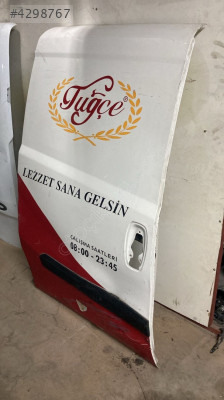 #4298767
Tuğçe®
LEZZET SANA GELSİN
ÇALIŞMA SAATLERİ
08:00 - 23:45